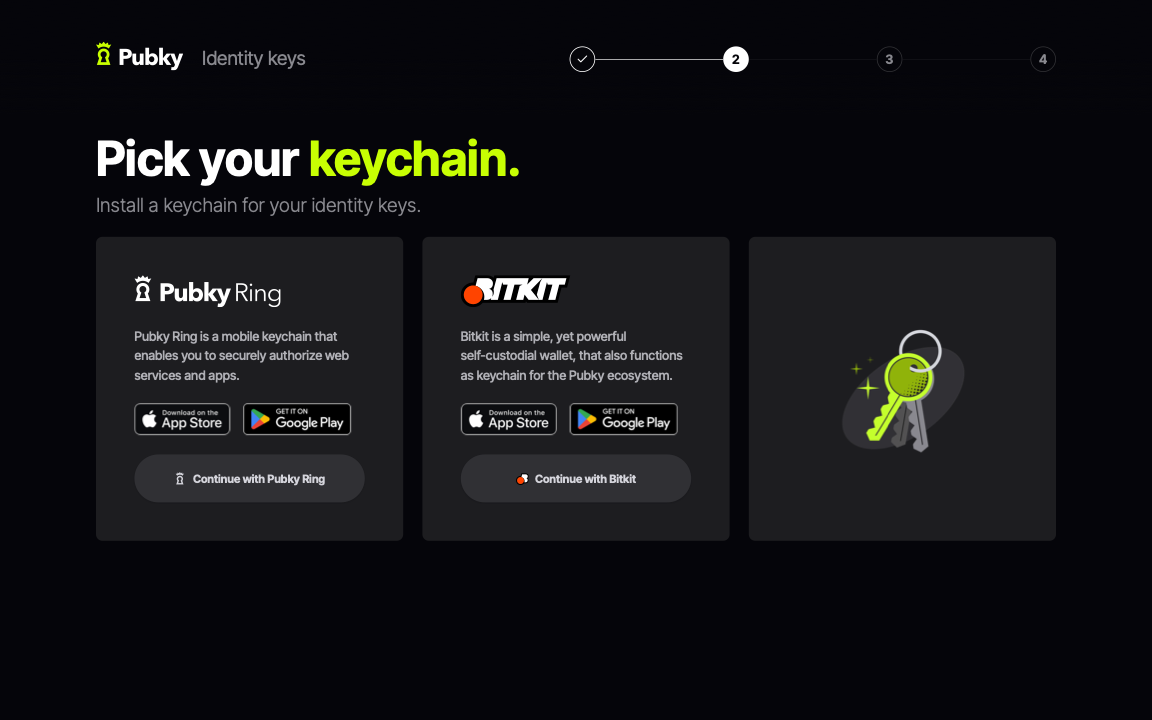 Pubky Identity keys
2 3 4
Pick your keychain.
Install a keychain for your identity keys.
Pubky Ring
Pubky Ring is a mobile keychain that
enables you to securely authorize web
services and apps.
Download on the
App Store
GET IT ON
Google Play
Continue with Pubky Ring
BITKIT
Bitkit is a simple, yet powerful
self-custodial wallet, that also functions
as keychain for the Pubky ecosystem.
Download on the
App Store
GET IT ON
Google Play
Continue with Bitkit